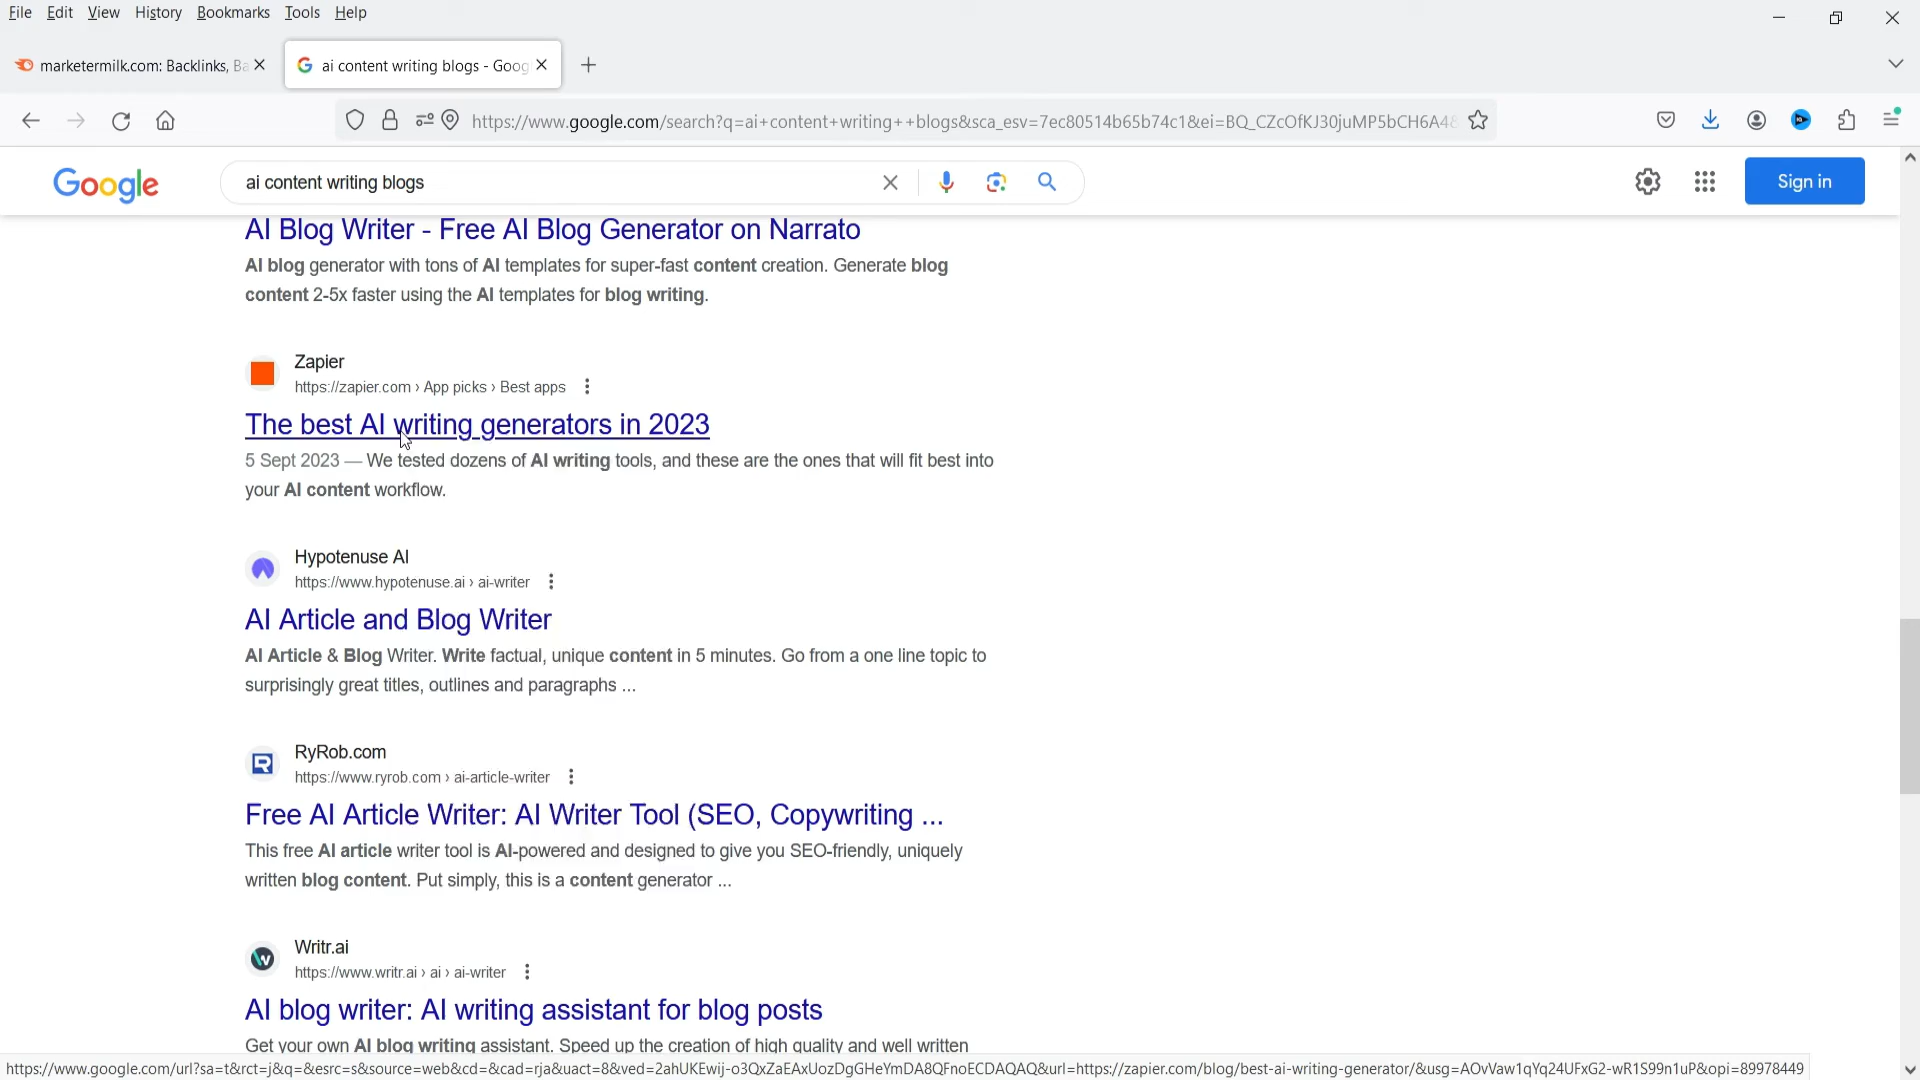 File Edit View History Bookmarks Tools Help
marketermilk.com: Backlinks, Ba
ai content writing blogs - Goog
https://www.google.com/search?q=ai+content+writing++blogs&sca_esv=7ec80514b65b74c1&ei=BQ_CZcOfKJ30juMP5bCH6A48
Google
ai content writing blogs
Sign in
AI Blog Writer - Free AI Blog Generator on Narrato
AI blog generator with tons of AI templates for super-fast content creation. Generate blog
content 2-5x faster using the AI templates for blog writing.
Zapier
https://zapier.com › App picks › Best apps
The best AI writing generators in 2023
5 Sept 2023 — We tested dozens of AI writing tools, and these are the ones that will fit best into
your AI content workflow.
Hypotenuse AI
https://www.hypotenuse.ai › ai-writer
AI Article and Blog Writer
AI Article & Blog Writer. Write factual, unique content in 5 minutes. Go from a one line topic to
surprisingly great titles, outlines and paragraphs ...
RyRob.com
https://www.ryrob.com › ai-article-writer
Free AI Article Writer: AI Writer Tool (SEO, Copywriting ...
This free AI article writer tool is AI-powered and designed to give you SEO-friendly, uniquely
written blog content. Put simply, this is a content generator ...
Writr.ai
https://www.writr.ai › ai › ai-writer
AI blog writer: AI writing assistant for blog posts
Get your own AI blog writing assistant. Speed up the creation of high quality and well written
https://www.google.com/url?sa=t&rct=j&q=&esrc=s&source=web&cd=&cad=rja&uact=8&ved=2ahUKEwij-o3QxZaEAxUozDgGHeYmDA8QFnoECDAQAQ&url=https://zapier.com/blog/best-ai-writing-generator/&usg=AOvVaw1qYq24UFxG2-wR1S99n1uP&opi=89978449